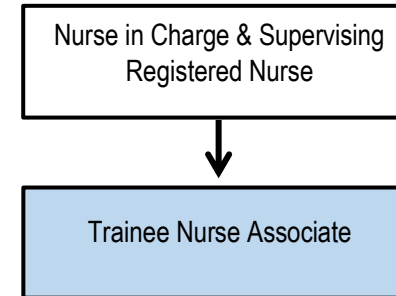 Nurse in Charge & Supervising
Registered Nurse
Trainee Nurse Associate